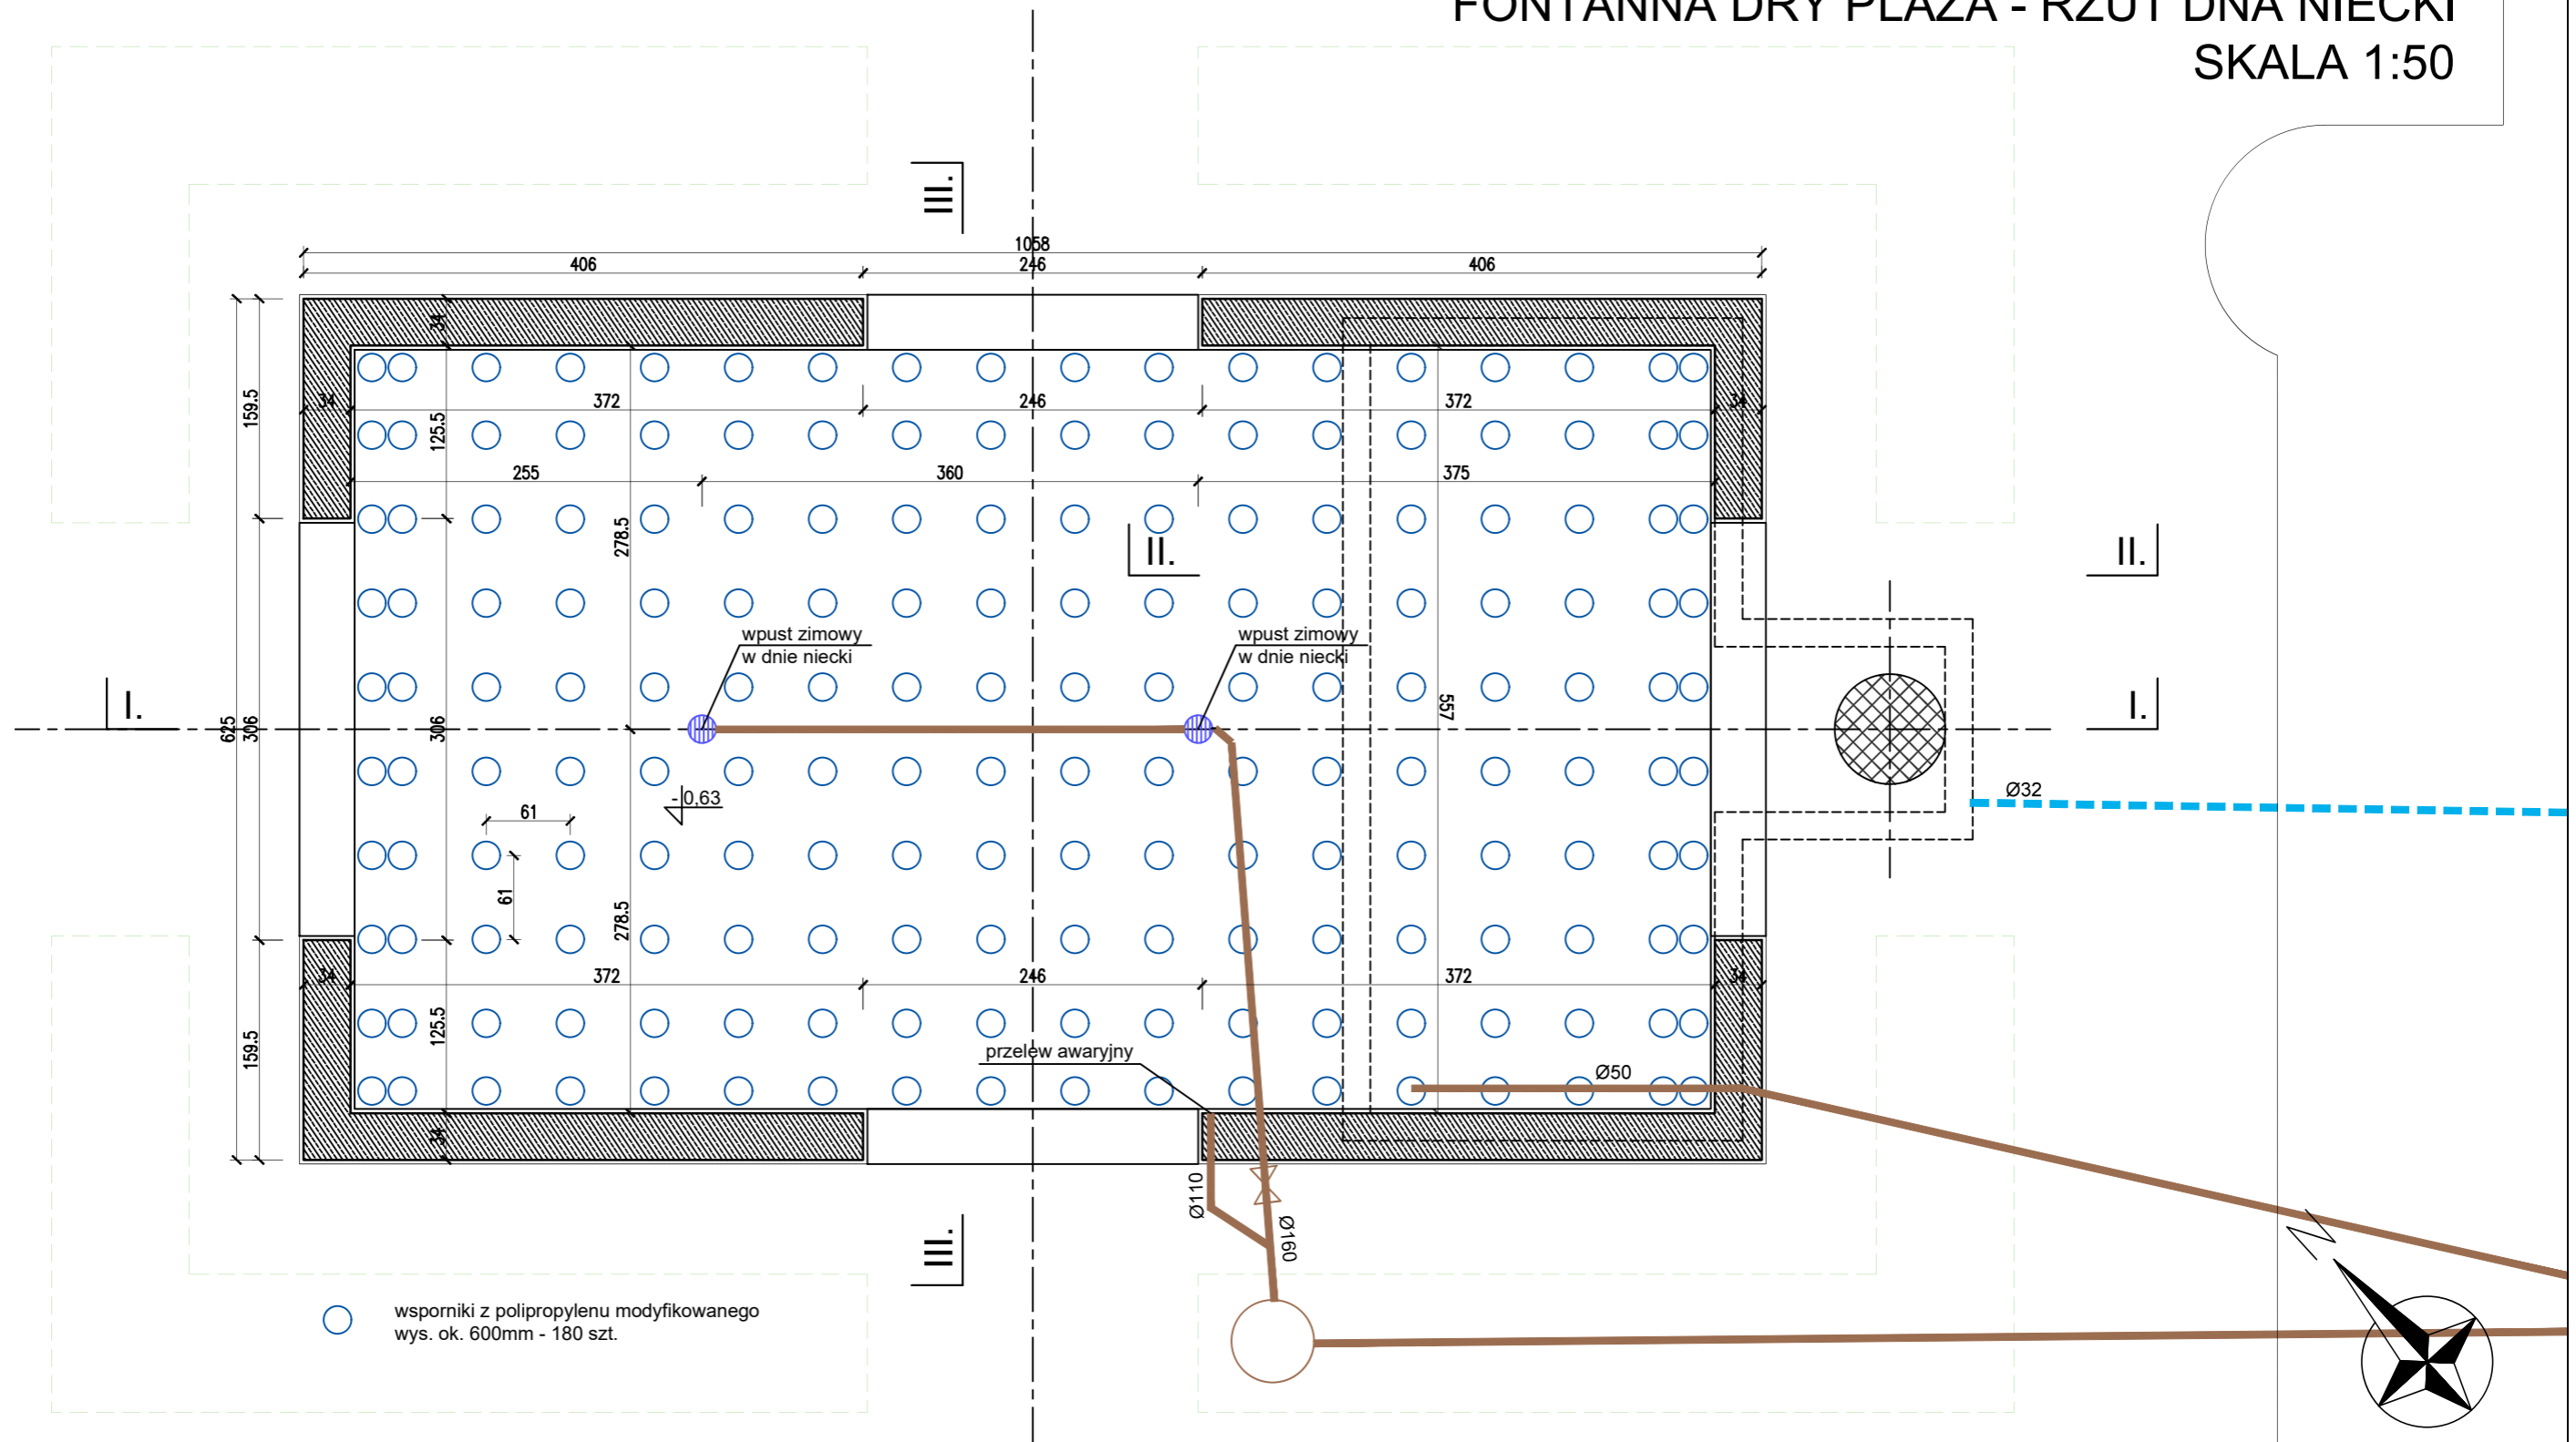 FONTANNA DRY PLAZA - RZUT DNA NIECKI
SKALA 1:50
III.
1058
406
246
406
34
159.5
125.5
34
372
246
372
34
255
360
375
278.5
II.
II.
wpust zimowy
w dnie niecki
wpust zimowy
w dnie niecki
I.
I.
625
306
306
557
- 0,63
Ø32
61
61
278.5
34
372
246
372
34
159.5
125.5
przelew awaryjny
Ø50
34
Ø110
Ø160
III.
N
wsporniki z polipropylenu modyfikowanego
wys. ok. 600mm - 180 szt.